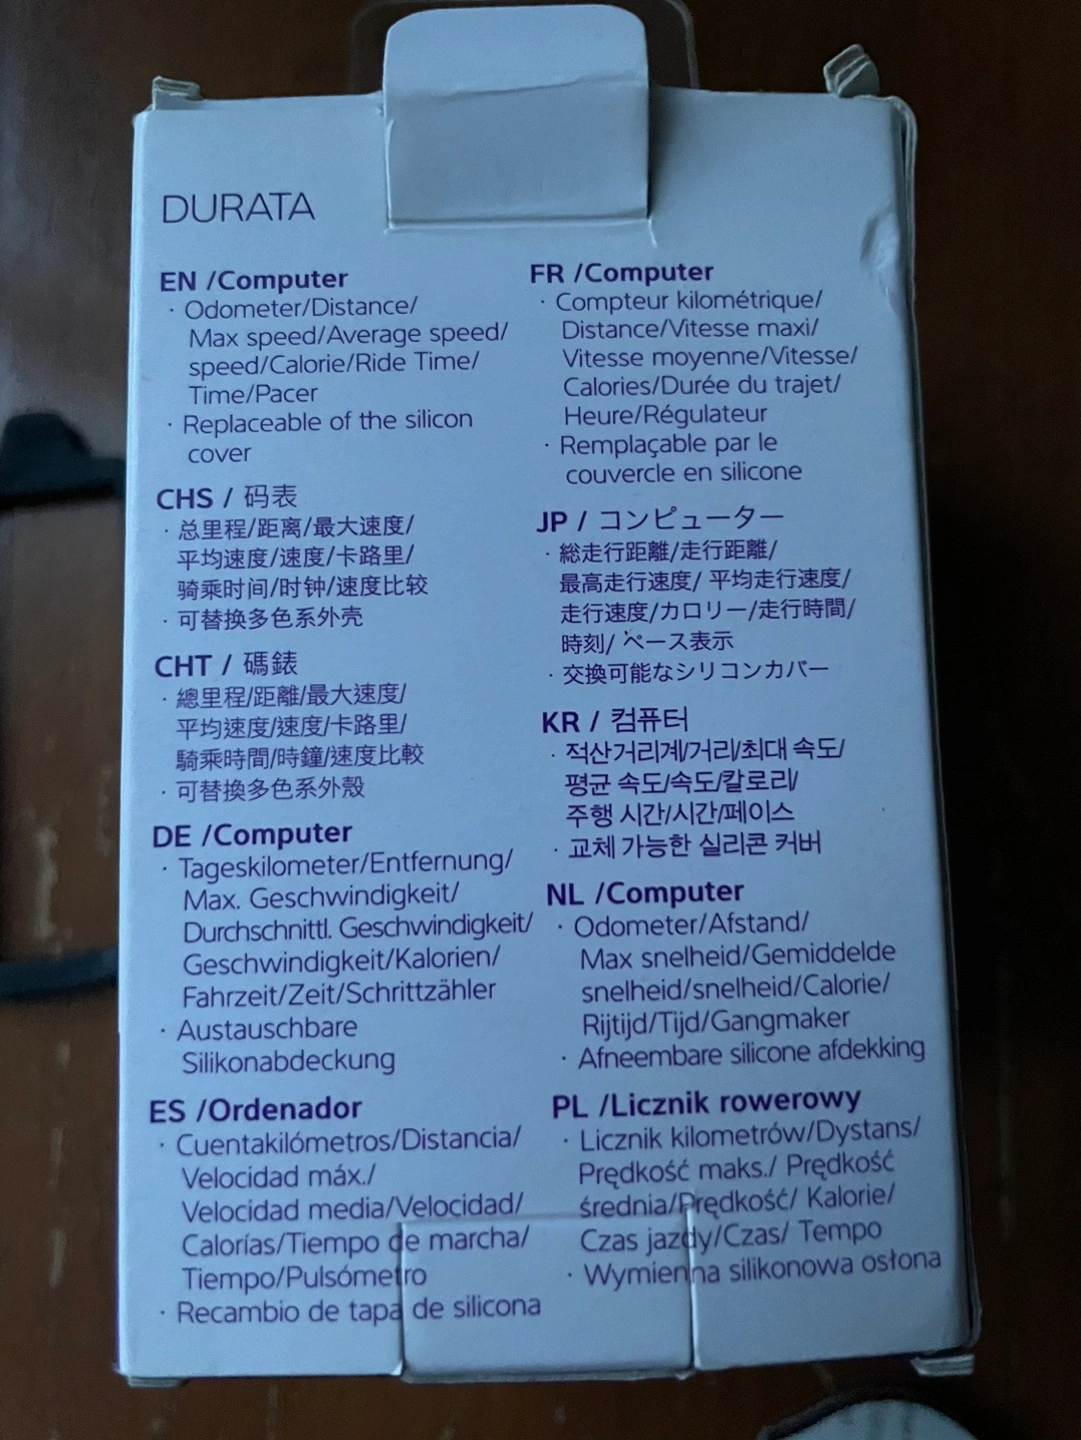 DURATA
EN /Computer
· Odometer/Distance/
Max speed/Average speed/
speed/Calorie/Ride Time/
Time/Pacer
· Replaceable of the silicon
cover
CHS / 码表
· 总里程/距离/最大速度/
平均速度/速度/卡路里/
骑乘时间/时钟/速度比较
· 可替换多色系外壳
CHT / 碼錶
· 總里程/距離/最大速度/
平均速度/速度/卡路里/
騎乘時間/時鐘/速度比較
· 可替換多色系外殼
DE /Computer
· Tageskilometer/Entfernung/
Max. Geschwindigkeit/
Durchschnittl. Geschwindigkeit/
Geschwindigkeit/Kalorien/
Fahrzeit/Zeit/Schrittzähler
· Austauschbare
Silikonabdeckung
ES /Ordenador
· Cuentakilómetros/Distancia/
Velocidad máx./
Velocidad media/Velocidad/
Calorías/Tiempo de marcha/
Tiempo/Pulsómetro
· Recambio de tapa de silicona
FR /Computer
· Compteur kilométrique/
Distance/Vitesse maxi/
Vitesse moyenne/Vitesse/
Calories/Durée du trajet/
Heure/Régulateur
· Remplaçable par le
couvercle en silicone
JP / コンピューター
· 総走行距離/走行距離/
最高走行速度/ 平均走行速度/
走行速度/カロリー/走行時間/
時刻/ ペース表示
· 交換可能なシリコンカバー
KR / 컴퓨터
· 적산거리계/거리/최대 속도/
평균 속도/속도/칼로리/
주행 시간/시간/페이스
· 교체 가능한 실리콘 커버
NL /Computer
· Odometer/Afstand/
Max snelheid/Gemiddelde
snelheid/snelheid/Calorie/
Rijtijd/Tijd/Gangmaker
· Afneembare silicone afdekking
PL /Licznik rowerowy
· Licznik kilometrów/Dystans/
Prędkość maks./ Prędkość
średnia/Prędkość/ Kalorie/
Czas jazdy/Czas/ Tempo
· Wymienna silikonowa osłona